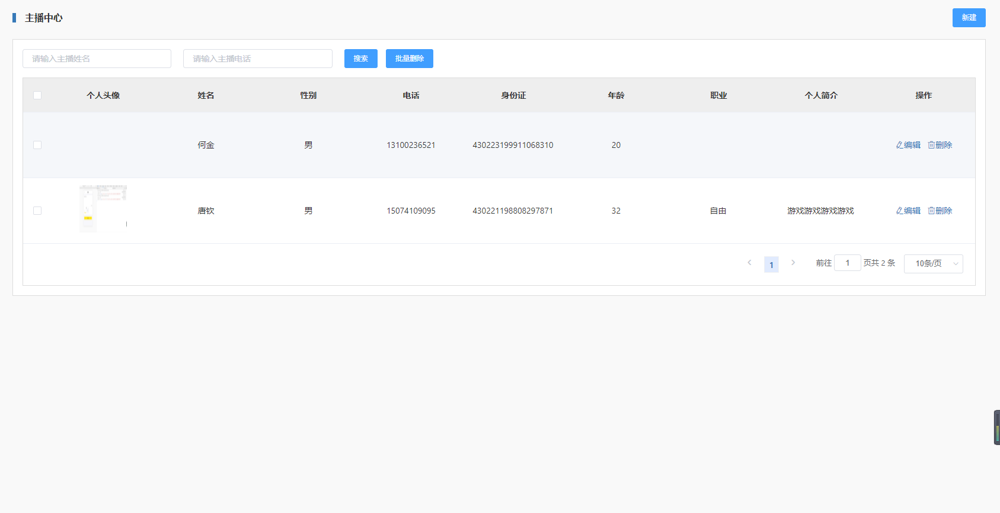 主播中心
新建
请输入主播姓名 请输入主播电话 搜索 批量删除
个人头像 姓名 性别 电话 身份证 年龄 职业 个人简介 操作
何金 男 13100236521 430223199911068310 20 编辑 删除
唐钦 男 15074109095 430221198808297871 32 自由 游戏游戏游戏游戏 编辑 删除
1 前往 1 页共 2 条 10条/页